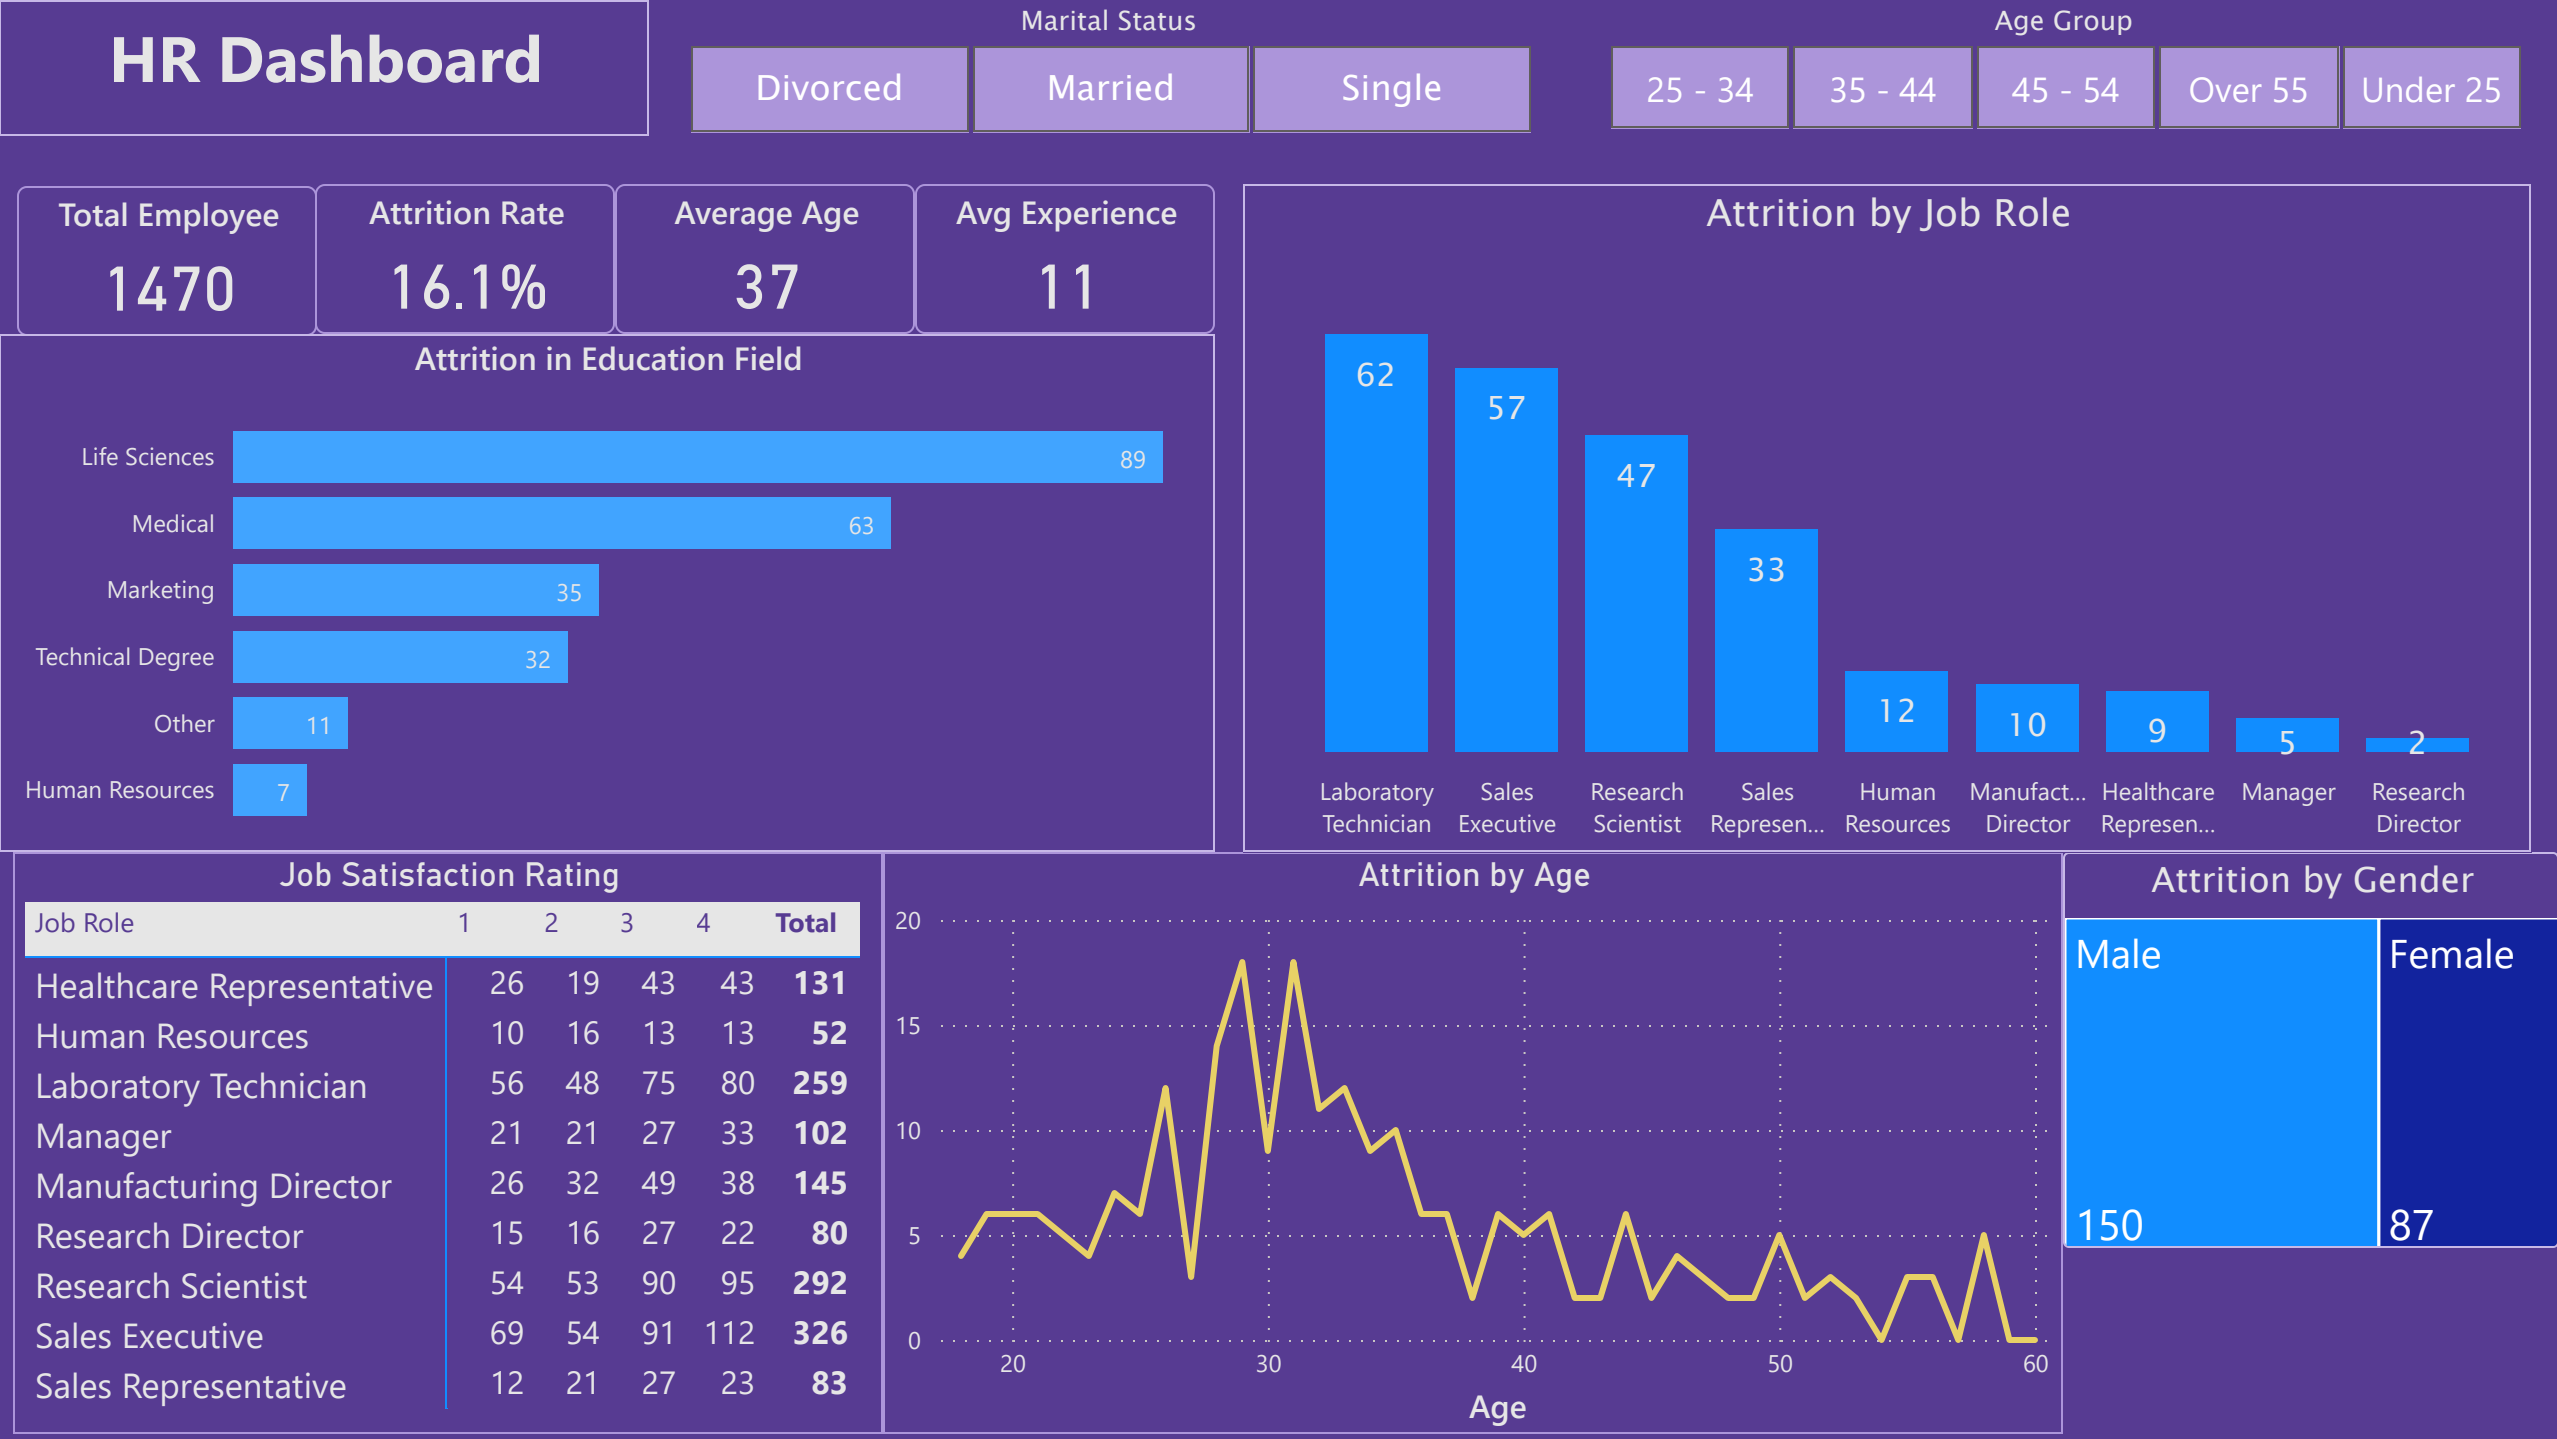 HR Dashboard
Marital Status
Divorced Married Single
Age Group
25 - 34 35 - 44 45 - 54 Over 55 Under 25
Total Employee
1470
Attrition Rate
16.1%
Average Age
37
Avg Experience
11
Attrition in Education Field
Life Sciences 89
Medical 63
Marketing 35
Technical Degree 32
Other 11
Human Resources 7
Attrition by Job Role
62 57 47 33 12 10 9 5 2
Laboratory Technician
Sales Executive
Research Scientist
Sales Represen...
Human Resources
Manufact... Director
Healthcare Represen...
Manager
Research Director
Job Satisfaction Rating
Job Role 1 2 3 4 Total
Healthcare Representative 26 19 43 43 131
Human Resources 10 16 13 13 52
Laboratory Technician 56 48 75 80 259
Manager 21 21 27 33 102
Manufacturing Director 26 32 49 38 145
Research Director 15 16 27 22 80
Research Scientist 54 53 90 95 292
Sales Executive 69 54 91 112 326
Sales Representative 12 21 27 23 83
Attrition by Age
20
15
10
5
0
20 30 40 50 60
Age
Attrition by Gender
Male Female
150 87